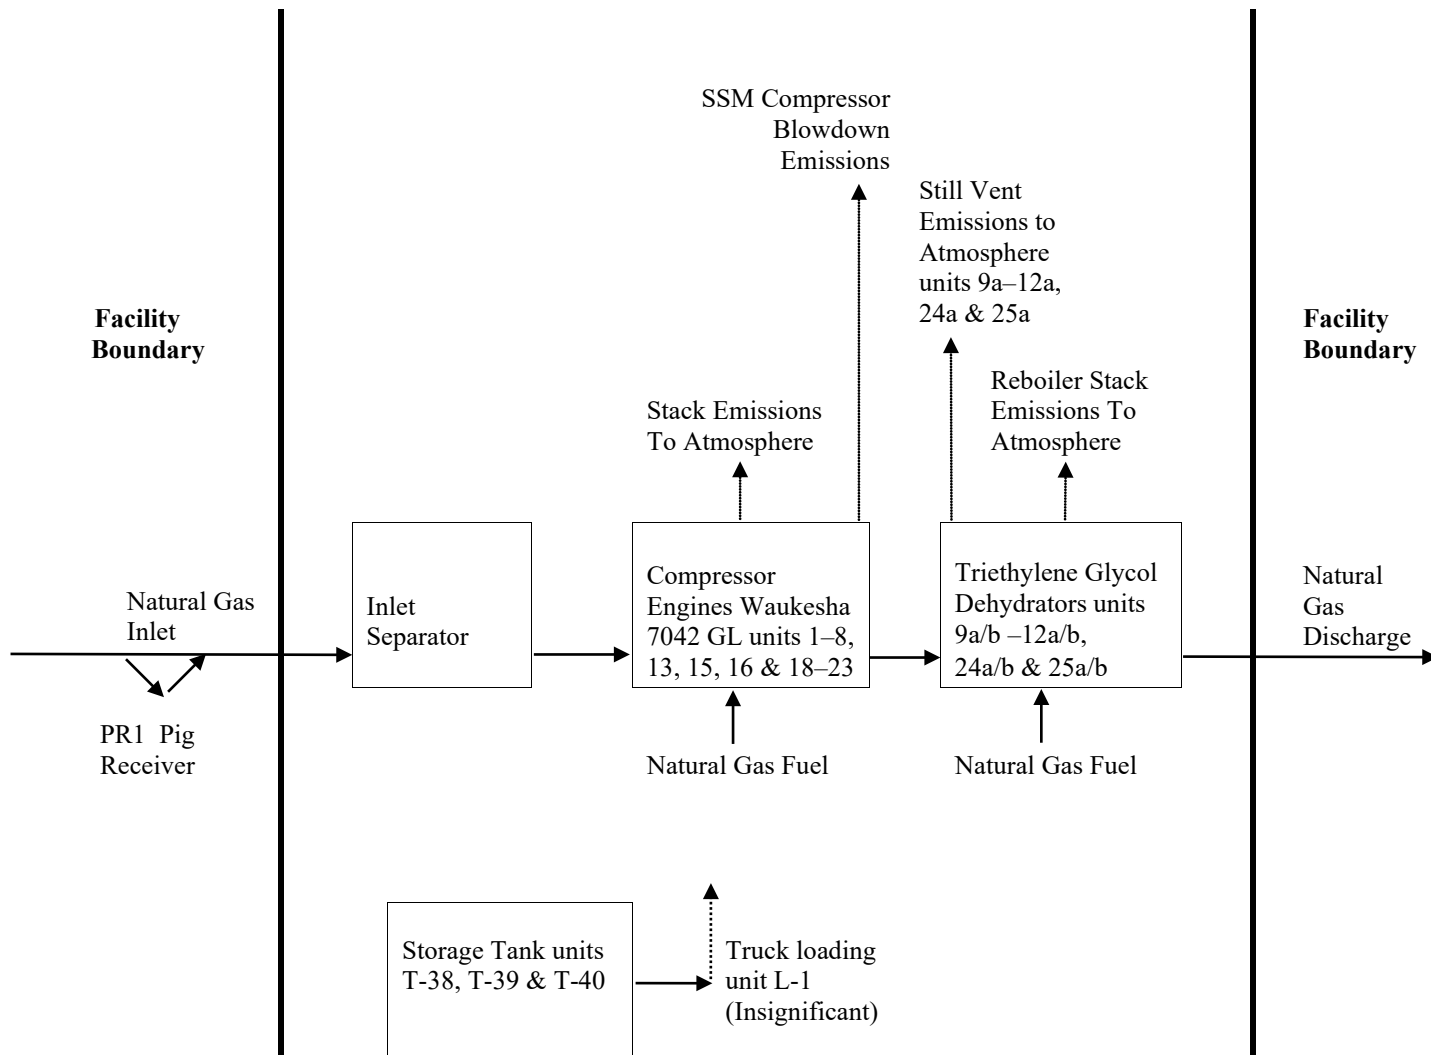 SSM Compressor
Blowdown
Emissions
Still Vent
Emissions to
Atmosphere
units 9a–12a,
24a & 25a
Facility
Boundary
Facility
Boundary
Reboiler Stack
Emissions To
Atmosphere
Stack Emissions
To Atmosphere
Natural Gas
Inlet
Inlet
Separator
Compressor
Engines Waukesha
7042 GL units 1–8,
13, 15, 16 & 18–23
Triethylene Glycol
Dehydrators units
9a/b –12a/b,
24a/b & 25a/b
Natural
Gas
Discharge
PR1  Pig
Receiver
Natural Gas Fuel
Natural Gas Fuel
Storage Tank units
T-38, T-39 & T-40
Truck loading
unit L-1
(Insignificant)